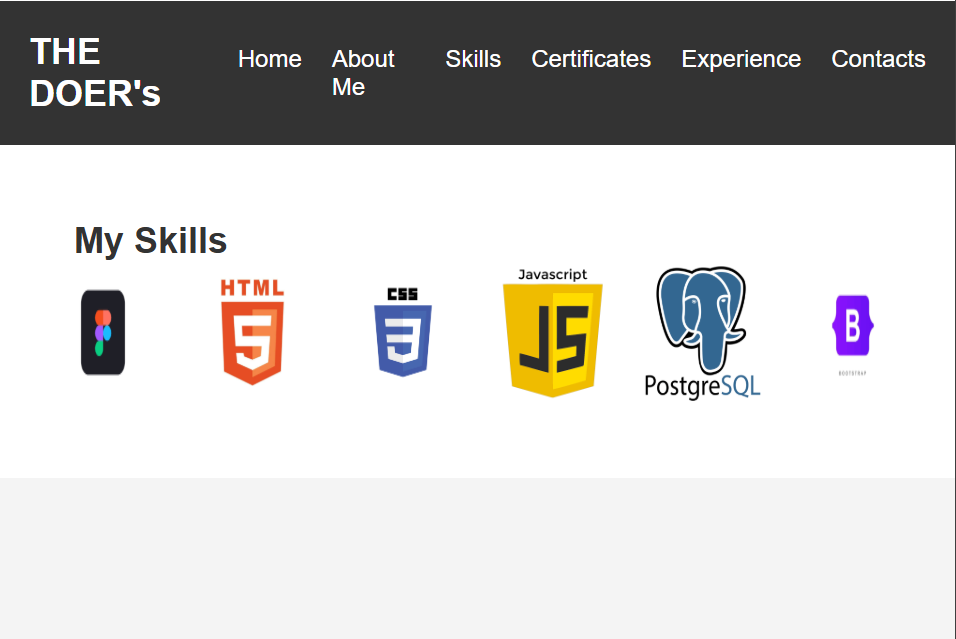 THE
DOER's
Home
About
Me
Skills
Certificates
Experience
Contacts
My Skills
HTML
5
CSS
3
Javascript
JS
PostgreSQL
B
BOOTSTRAP